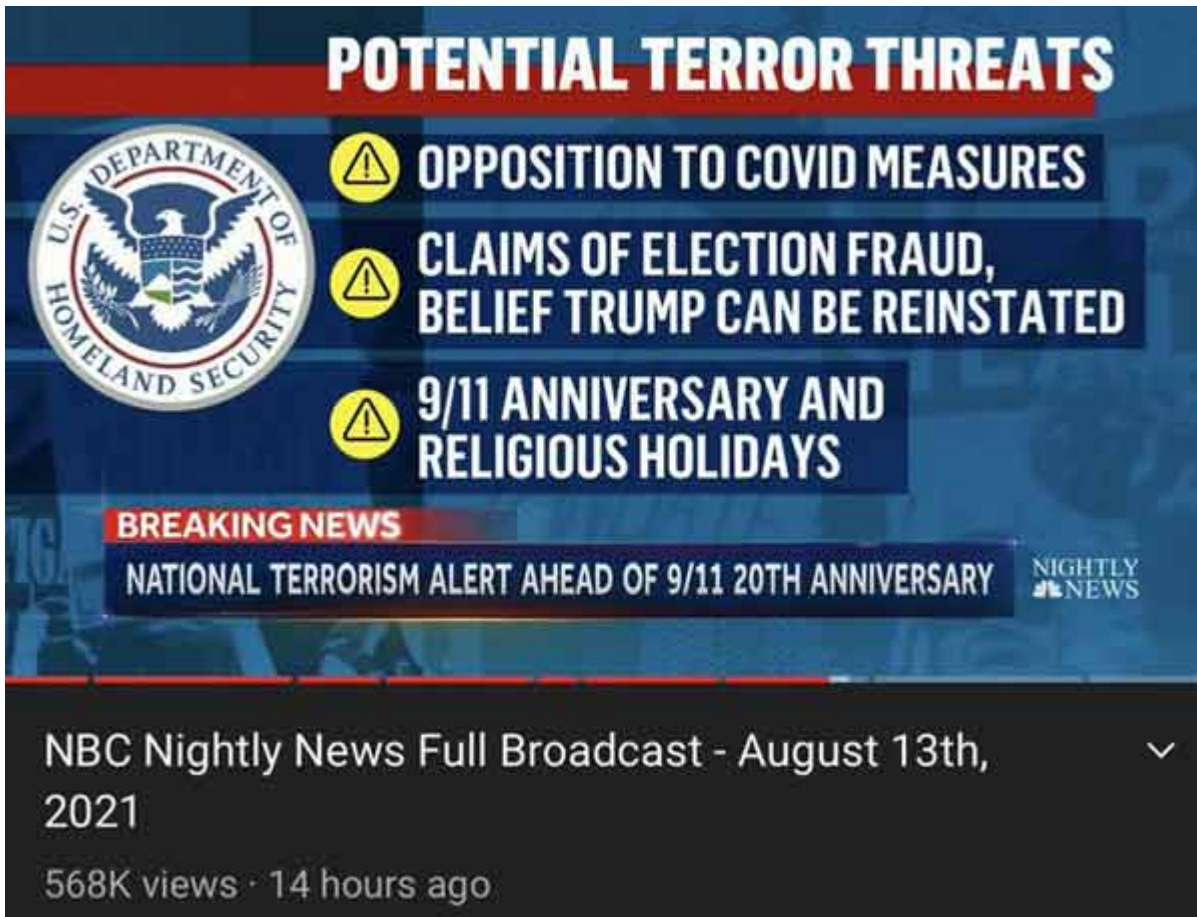 POTENTIAL TERROR THREATS
U.S. DEPARTMENT OF
HOMELAND SECURITY
OPPOSITION TO COVID MEASURES
CLAIMS OF ELECTION FRAUD,
BELIEF TRUMP CAN BE REINSTATED
9/11 ANNIVERSARY AND
RELIGIOUS HOLIDAYS
BREAKING NEWS
NATIONAL TERRORISM ALERT AHEAD OF 9/11 20TH ANNIVERSARY
NIGHTLY
NEWS
NBC Nightly News Full Broadcast - August 13th,
2021
568K views · 14 hours ago